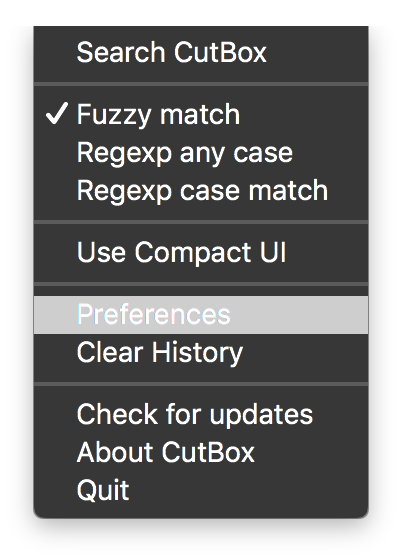 Search CutBox
Fuzzy match
Regexp any case
Regexp case match
Use Compact UI
Preferences
Clear History
Check for updates
About CutBox
Quit